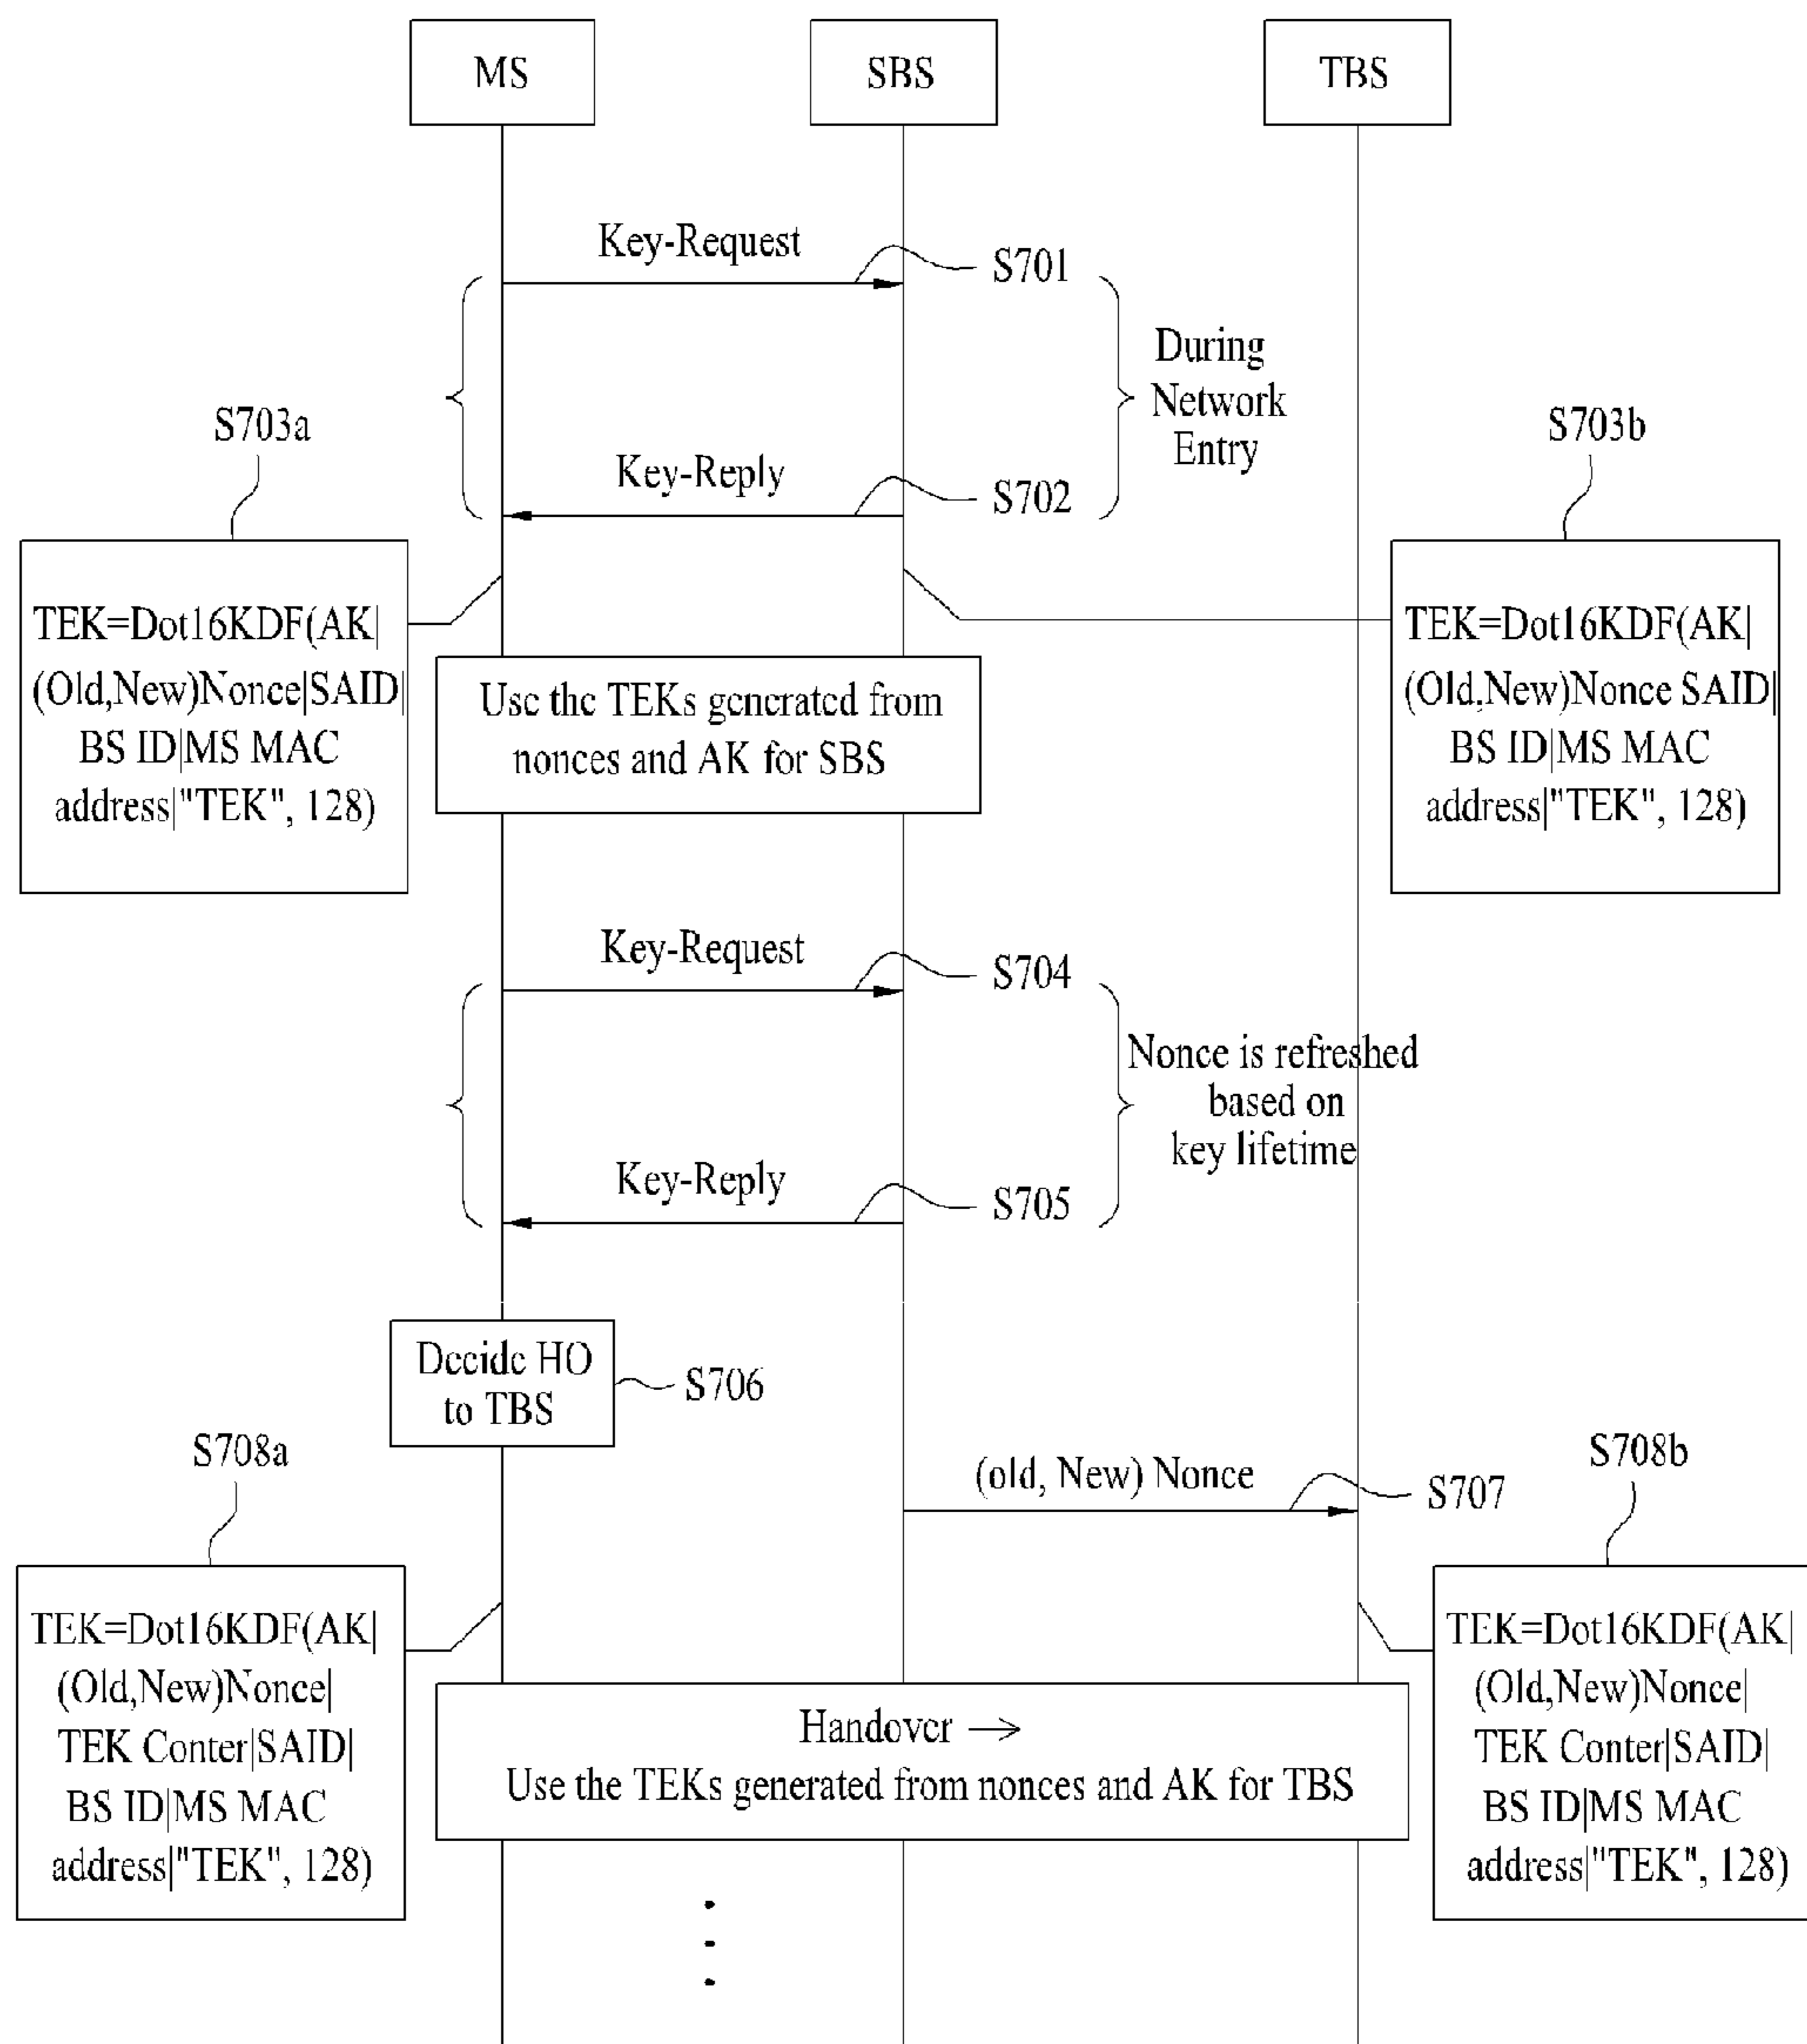 MS
SBS
TBS
Key-Request
S701
During
Network
Entry
Key-Reply
S702
S703a
S703b
TEK=Dot16KDF(AK|
(Old,New)Nonce|SAID|
BS ID|MS MAC
address|"TEK", 128)
Use the TEKs generated from
nonces and AK for SBS
TEK=Dot16KDF(AK|
(Old,New)Nonce SAID|
BS ID|MS MAC
address|"TEK", 128)
Key-Request
S704
Nonce is refreshed
based on
key lifetime
Key-Reply
S705
Decide HO
to TBS
S706
(old, New) Nonce
S707
S708a
S708b
TEK=Dot16KDF(AK|
(Old,New)Nonce|
TEK Conter|SAID|
BS ID|MS MAC
address|"TEK", 128)
Handover →
Use the TEKs generated from nonces and AK for TBS
TEK=Dot16KDF(AK|
(Old,New)Nonce|
TEK Conter|SAID|
BS ID|MS MAC
address|"TEK", 128)